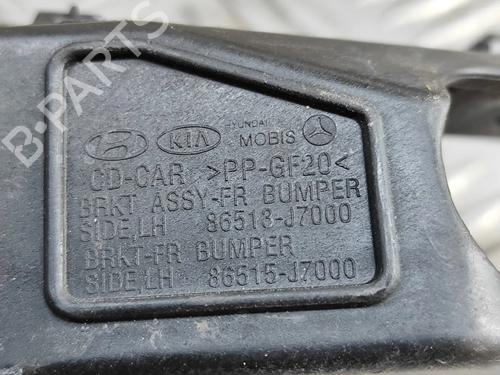 B-PARTS
KIA HYUNDAI MOBIS
CD-CAR >PP-GF20<
BRKT ASSY-FR BUMPER
SIDE,LH 86513-J7000
BRKT-FR BUMPER
SIDE,LH 86515-J7000